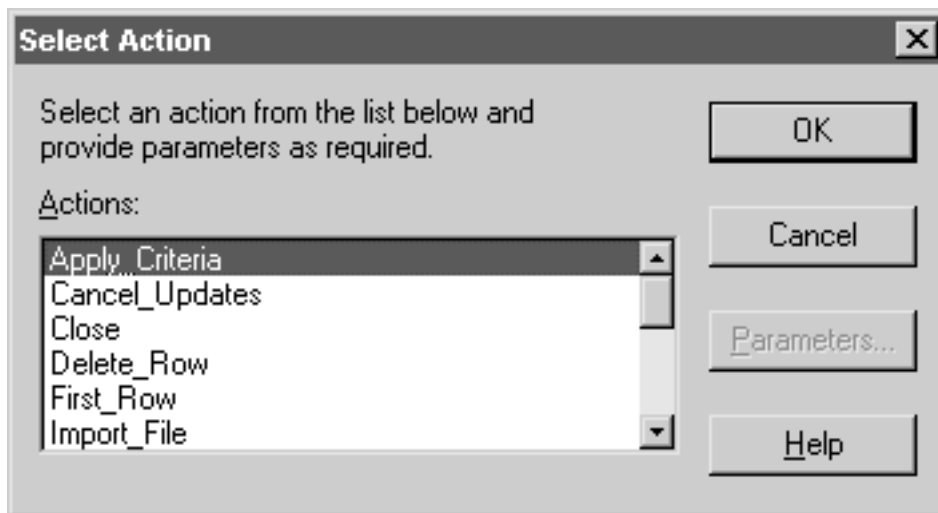 Select Action
Select an action from the list below and
provide parameters as required.
OK
Actions:
Cancel
Apply_Criteria
Cancel_Updates
Close
Delete_Row
First_Row
Import_File
Parameters...
Help